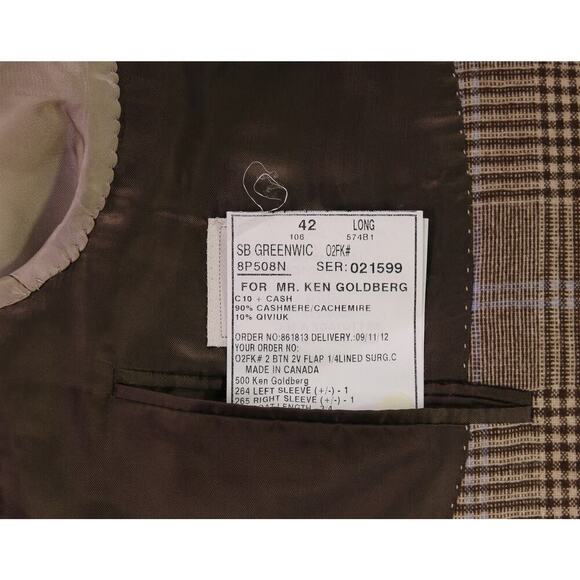 42 LONG
106 574B1
SB GREENWIC 02FK#
8P508N SER: 021599
FOR MR. KEN GOLDBERG
C10 + CASH
90% CASHMERE/CACHEMIRE
10% QIVIUK
ORDER NO:861813 DELIVERY.:09/11/12
YOUR ORDER NO:
02FK# 2 BTN 2V FLAP 1/4LINED SURG.C
MADE IN CANADA
500 Ken Goldberg
264 LEFT SLEEVE (+/-) - 1
265 RIGHT SLEEVE (+/-) - 1